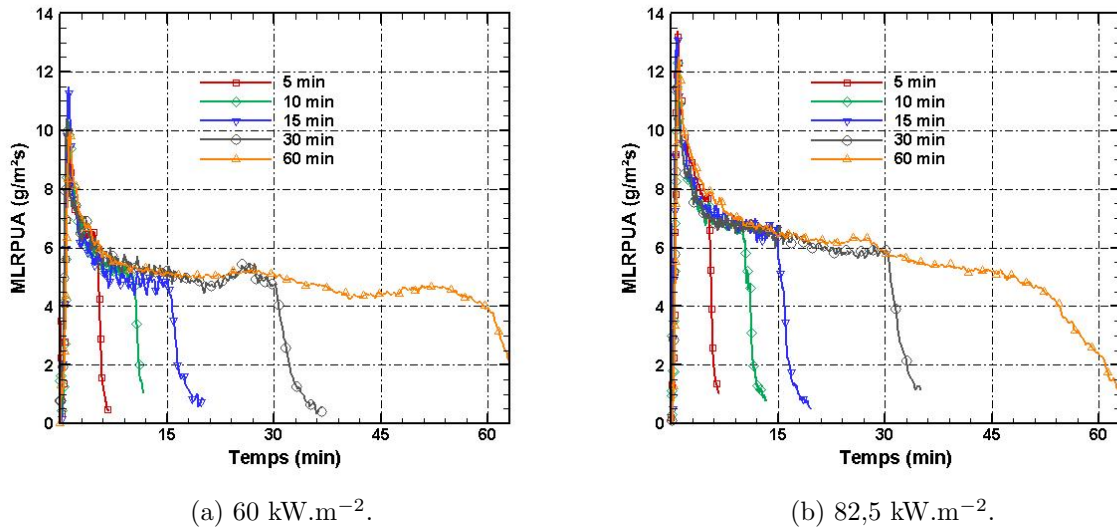 14
12
10
8
6
4
2
0
MLRPUA (g/m²s)
5 min
10 min
15 min
30 min
60 min
15
30
45
60
Temps (min)
(a) 60 kW.m⁻².
14
12
10
8
6
4
2
0
MLRPUA (g/m²s)
5 min
10 min
15 min
30 min
60 min
15
30
45
60
Temps (min)
(b) 82,5 kW.m⁻².